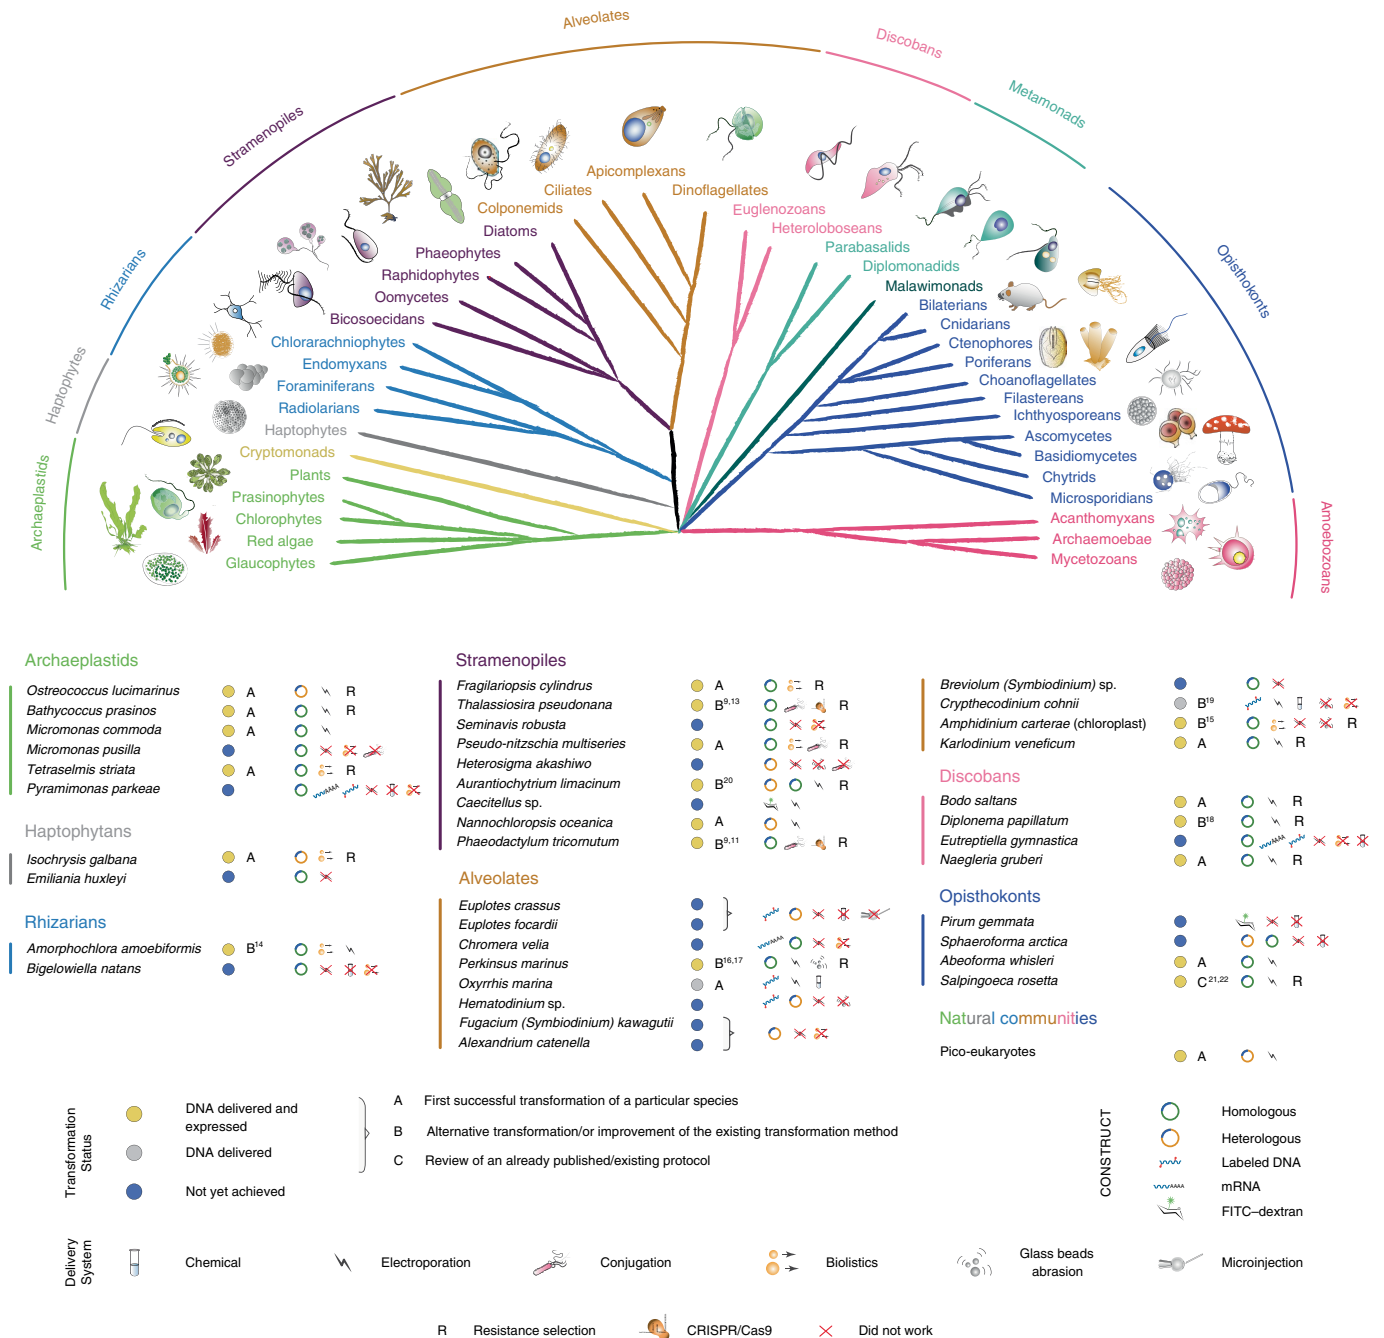 Alveolates
Discobans
Metamonads
Stramenopiles
Opisthokonts
Rhizarians
Haptophytes
Archaeplastids
Amoebozoans
Apicomplexans
Ciliates
Dinoflagellates
Colponemids
Euglenozoans
Diatoms
Heteroloboseans
Phaeophytes
Parabasalids
Raphidophytes
Diplomonadids
Oomycetes
Malawimonads
Bicosoecidans
Bilaterians
Chlorarachniophytes
Cnidarians
Endomyxans
Ctenophores
Foraminiferans
Poriferans
Radiolarians
Choanoflagellates
Haptophytes
Filastereans
Cryptomonads
Ichthyosporeans
Plants
Ascomycetes
Prasinophytes
Basidiomycetes
Chlorophytes
Chytrids
Red algae
Microsporidians
Glaucophytes
Acanthomyxans
Archaemoebae
Mycetozoans
Archaeplastids
Ostreococcus lucimarinus A R
Bathycoccus prasinos A R
Micromonas commoda A
Micromonas pusilla
Tetraselmis striata A R
Pyramimonas parkeae AAAA
Haptophytans
Isochrysis galbana A R
Emiliania huxleyi
Rhizarians
Amorphochlora amoebiformis B14
Bigelowiella natans
Stramenopiles
Fragilariopsis cylindrus A R
Thalassiosira pseudonana B9,13 R
Seminavis robusta
Pseudo-nitzschia multiseries A R
Heterosigma akashiwo
Aurantiochytrium limacinum B20 R
Caecitellus sp.
Nannochloropsis oceanica A
Phaeodactylum tricornutum B9,11 R
Alveolates
Euplotes crassus
Euplotes focardii
Chromera velia AAAA
Perkinsus marinus B16,17 R
Oxyrrhis marina A
Hematodinium sp.
Fugacium (Symbiodinium) kawagutii
Alexandrium catenella
Breviolum (Symbiodinium) sp.
Crypthecodinium cohnii B19
Amphidinium carterae (chloroplast) B15 R
Karlodinium veneficum A R
Discobans
Bodo saltans A R
Diplonema papillatum B18 R
Eutreptiella gymnastica AAAA
Naegleria gruberi A R
Opisthokonts
Pirum gemmata
Sphaeroforma arctica
Abeoforma whisleri A
Salpingoeca rosetta C21,22 R
Natural communities
Pico-eukaryotes A
Transformation
Status
DNA delivered and
expressed
DNA delivered
Not yet achieved
A First successful transformation of a particular species
B Alternative transformation/or improvement of the existing transformation method
C Review of an already published/existing protocol
CONSTRUCT
Homologous
Heterologous
Labeled DNA
AAAA mRNA
FITC–dextran
Delivery
System
Chemical
Electroporation
Conjugation
Biolistics
Glass beads
abrasion
Microinjection
R Resistance selection
CRISPR/Cas9
Did not work